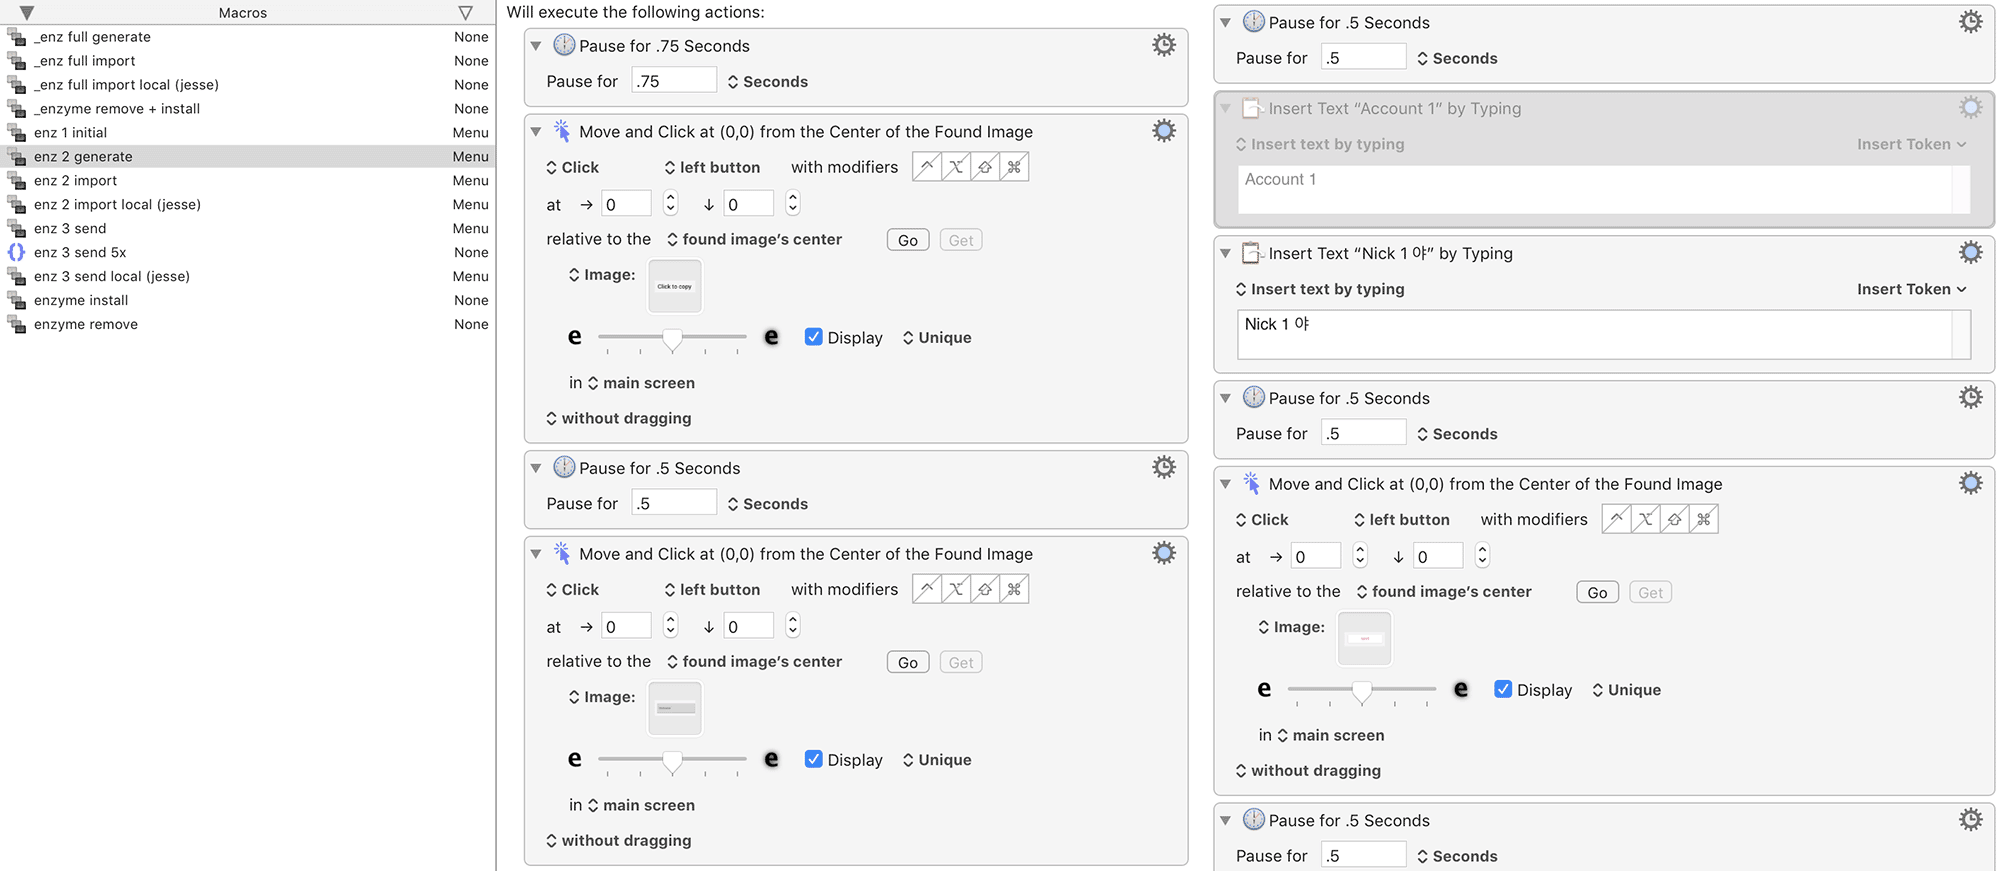 Macros
_enz full generate None
_enz full import None
_enz full import local (jesse) None
_enzyme remove + install None
enz 1 initial Menu
enz 2 generate Menu
enz 2 import Menu
enz 2 import local (jesse) Menu
enz 3 send Menu
enz 3 send 5x None
enz 3 send local (jesse) Menu
enzyme install None
enzyme remove None
Will execute the following actions:
Pause for .75 Seconds
Pause for .75 Seconds
Move and Click at (0,0) from the Center of the Found Image
Click left button with modifiers
at → 0 ↓ 0
relative to the found image’s center Go Get
Image: Click to copy
e e Display Unique
in main screen
without dragging
Pause for .5 Seconds
Pause for .5 Seconds
Move and Click at (0,0) from the Center of the Found Image
Click left button with modifiers
at → 0 ↓ 0
relative to the found image’s center Go Get
Image:
e e Display Unique
in main screen
without dragging
Pause for .5 Seconds
Pause for .5 Seconds
Insert Text “Account 1” by Typing
Insert text by typing Insert Token
Account 1
Insert Text “Nick 1 야” by Typing
Insert text by typing Insert Token
Nick 1 야
Pause for .5 Seconds
Pause for .5 Seconds
Move and Click at (0,0) from the Center of the Found Image
Click left button with modifiers
at → 0 ↓ 0
relative to the found image’s center Go Get
Image:
e e Display Unique
in main screen
without dragging
Pause for .5 Seconds
Pause for .5 Seconds